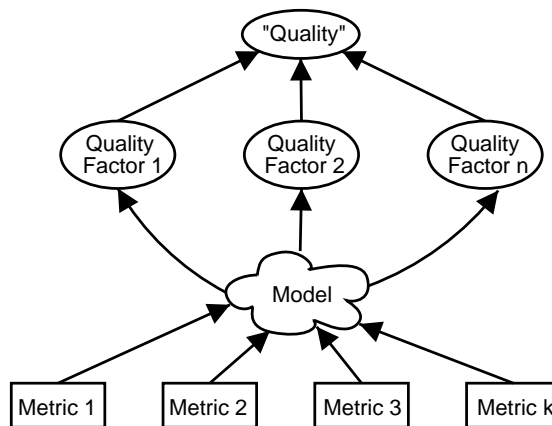 "Quality"
Quality
Factor 1
Quality
Factor 2
Quality
Factor n
Model
Metric 1
Metric 2
Metric 3
Metric k